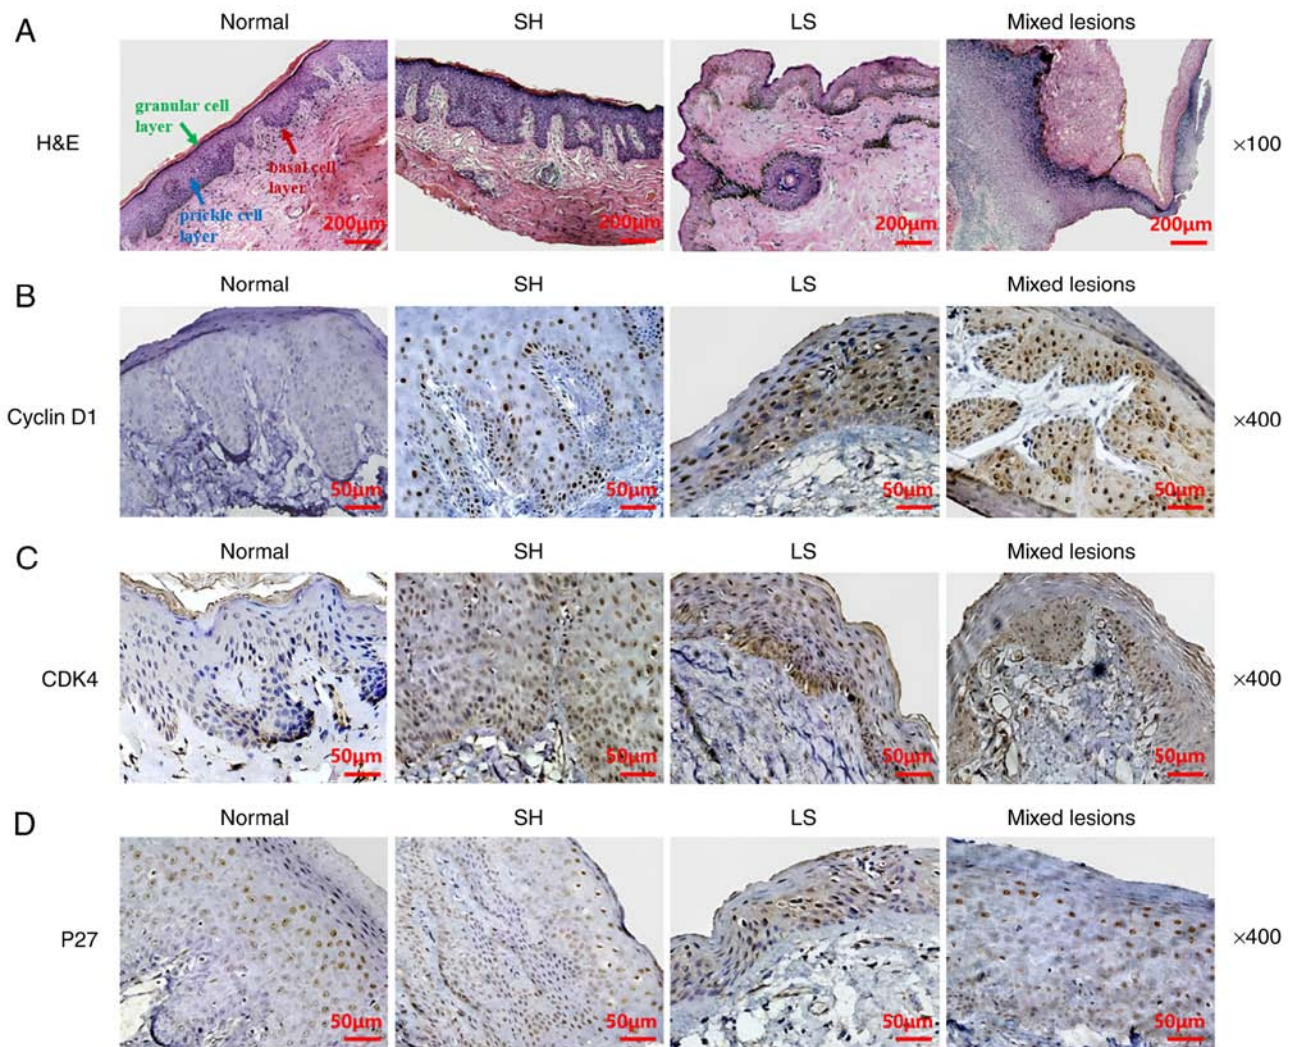 A
Normal
SH
LS
Mixed lesions
H&E
granular cell
layer
basal cell
layer
prickle cell
layer
200μm
200μm
200μm
200μm
×100
B
Normal
SH
LS
Mixed lesions
Cyclin D1
50μm
50μm
50μm
50μm
×400
C
Normal
SH
LS
Mixed lesions
CDK4
50μm
50μm
50μm
50μm
×400
D
Normal
SH
LS
Mixed lesions
P27
50μm
50μm
50μm
50μm
×400